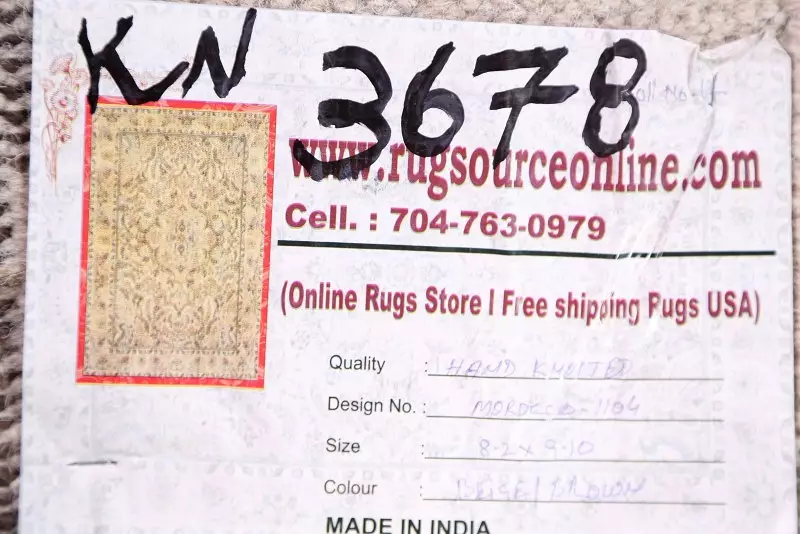 KN 3678
www.rugsourceonline.com
Cell. : 704-763-0979
(Online Rugs Store | Free shipping Rugs USA)
Quality : HAND KNOTTED
Design No. : MOROCCO-1104
Size : 8.2 x 9.10
Colour : BEIGE/BROWN
MADE IN INDIA